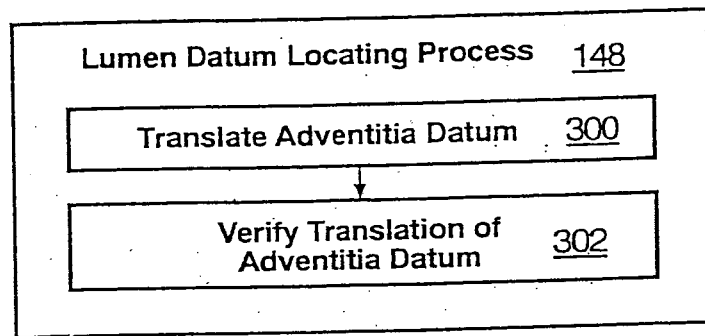 Lumen Datum Locating Process 148
Translate Adventitia Datum 300
Verify Translation of
Adventitia Datum 302